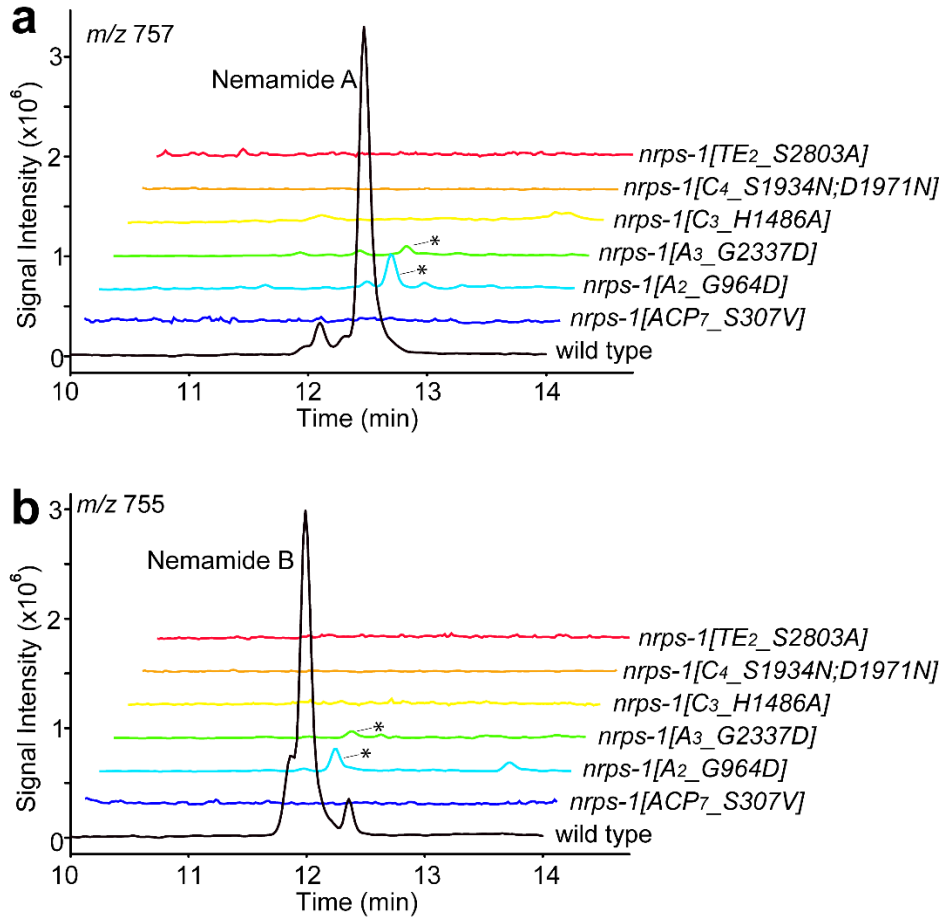 a
m/z 757
Signal Intensity (x10⁶)
3
2
1
0
Nemamide A
nrps-1[TE₂_S2803A]
nrps-1[C₄_S1934N;D1971N]
nrps-1[C₃_H1486A]
*
nrps-1[A₃_G2337D]
*
nrps-1[A₂_G964D]
nrps-1[ACP₇_S307V]
wild type
10 11 12 13 14
Time (min)
b
m/z 755
Signal Intensity (x10⁶)
3
2
1
0
Nemamide B
nrps-1[TE₂_S2803A]
nrps-1[C₄_S1934N;D1971N]
nrps-1[C₃_H1486A]
*
nrps-1[A₃_G2337D]
*
nrps-1[A₂_G964D]
nrps-1[ACP₇_S307V]
wild type
10 11 12 13 14
Time (min)